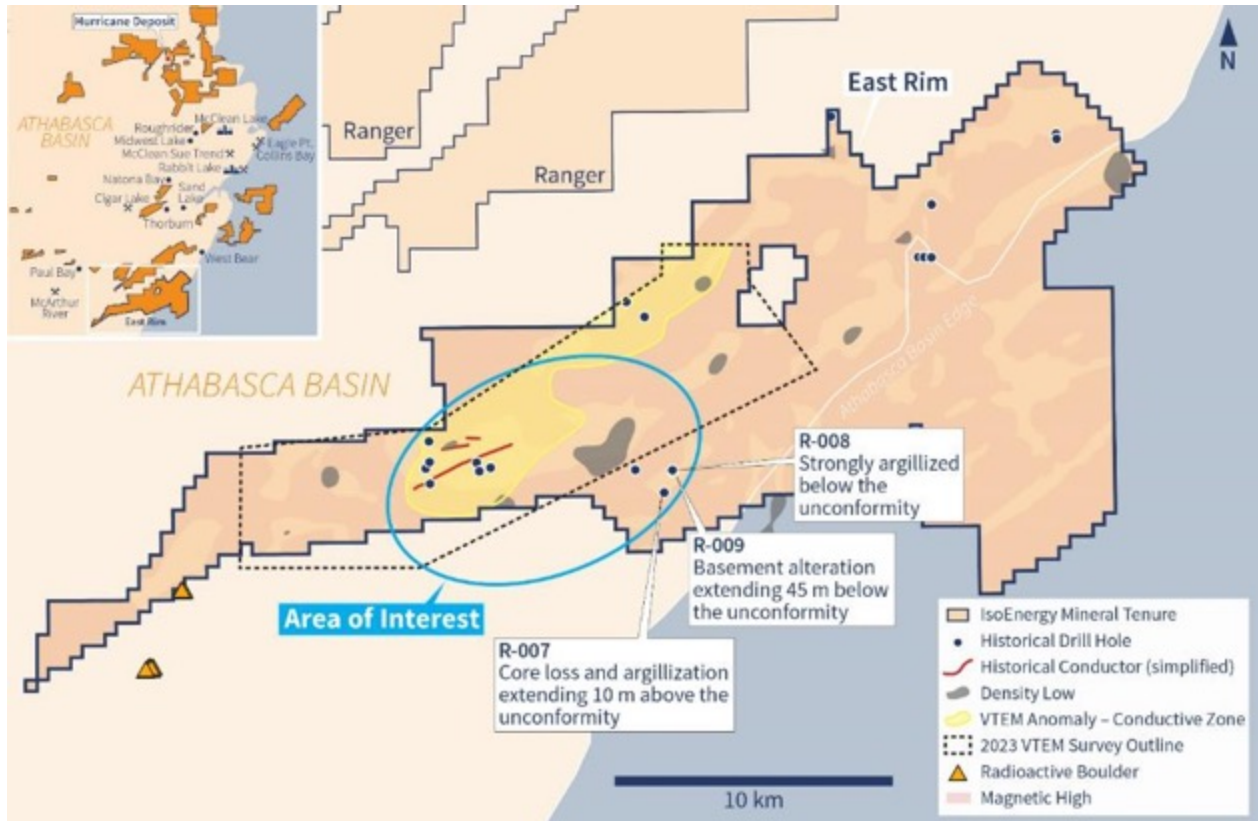 Hurricane Deposit
ATHABASCA
BASIN
Roughrider
McClean Lake
Midwest Lake
McClean Sue Trend
Eagle Pt.
Collins Bay
Rabbit Lake
Natona Bay
Sand
Lake
Cigar Lake
Thorburn
West Bear
Paul Bay
McArthur
River
East Rim
Ranger
Ranger
East Rim
N
ATHABASCA BASIN
Athabasca Basin Edge
Area of Interest
R-008
Strongly argillized
below the
unconformity
R-009
Basement alteration
extending 45 m below
the unconformity
R-007
Core loss and argillization
extending 10 m above the
unconformity
10 km
IsoEnergy Mineral Tenure
Historical Drill Hole
Historical Conductor (simplified)
Density Low
VTEM Anomaly – Conductive Zone
2023 VTEM Survey Outline
Radioactive Boulder
Magnetic High